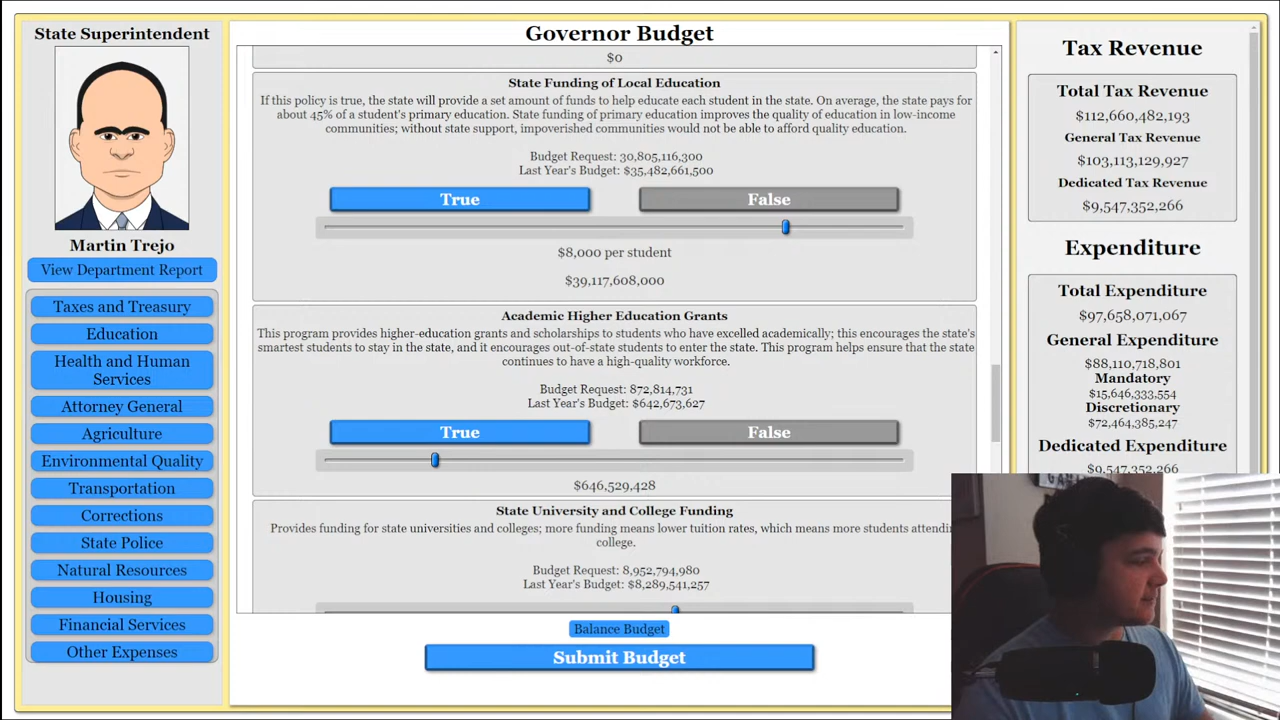 State Superintendent
Martin Trejo
View Department Report
Taxes and Treasury
Education
Health and Human
Services
Attorney General
Agriculture
Environmental Quality
Transportation
Corrections
State Police
Natural Resources
Housing
Financial Services
Other Expenses
Governor Budget
$0
State Funding of Local Education
If this policy is true, the state will provide a set amount of funds to help educate each student in the state. On average, the state pays for
about 45% of a student's primary education. State funding of primary education improves the quality of education in low-income
communities; without state support, impoverished communities would not be able to afford quality education.
Budget Request: 30,805,116,300
Last Year's Budget: $35,482,661,500
True
False
$8,000 per student
$39,117,608,000
Academic Higher Education Grants
This program provides higher-education grants and scholarships to students who have excelled academically; this encourages the state's
smartest students to stay in the state, and it encourages out-of-state students to enter the state. This program helps ensure that the state
continues to have a high-quality workforce.
Budget Request: 872,814,731
Last Year's Budget: $642,673,627
True
False
$646,529,428
State University and College Funding
Provides funding for state universities and colleges; more funding means lower tuition rates, which means more students attendin
college.
Budget Request: 8,952,794,980
Last Year's Budget: $8,289,541,257
Balance Budget
Submit Budget
Tax Revenue
Total Tax Revenue
$112,660,482,193
General Tax Revenue
$103,113,129,927
Dedicated Tax Revenue
$9,547,352,266
Expenditure
Total Expenditure
$97,658,071,067
General Expenditure
$88,110,718,801
Mandatory
$15,646,333,554
Discretionary
$72,464,385,247
Dedicated Expenditure
$9,547,352,266